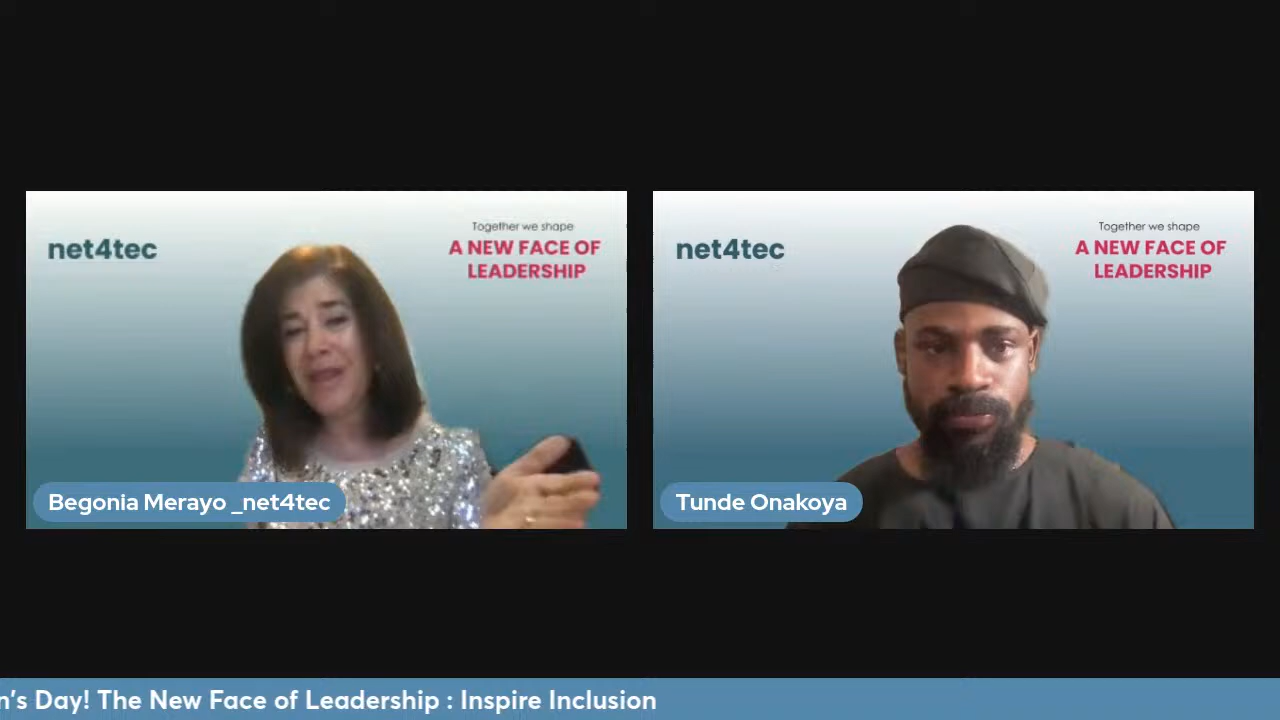 net4tec
Together we shape
A NEW FACE OF
LEADERSHIP
Begonia Merayo _net4tec
net4tec
Together we shape
A NEW FACE OF
LEADERSHIP
Tunde Onakoya
n's Day! The New Face of Leadership : Inspire Inclusion